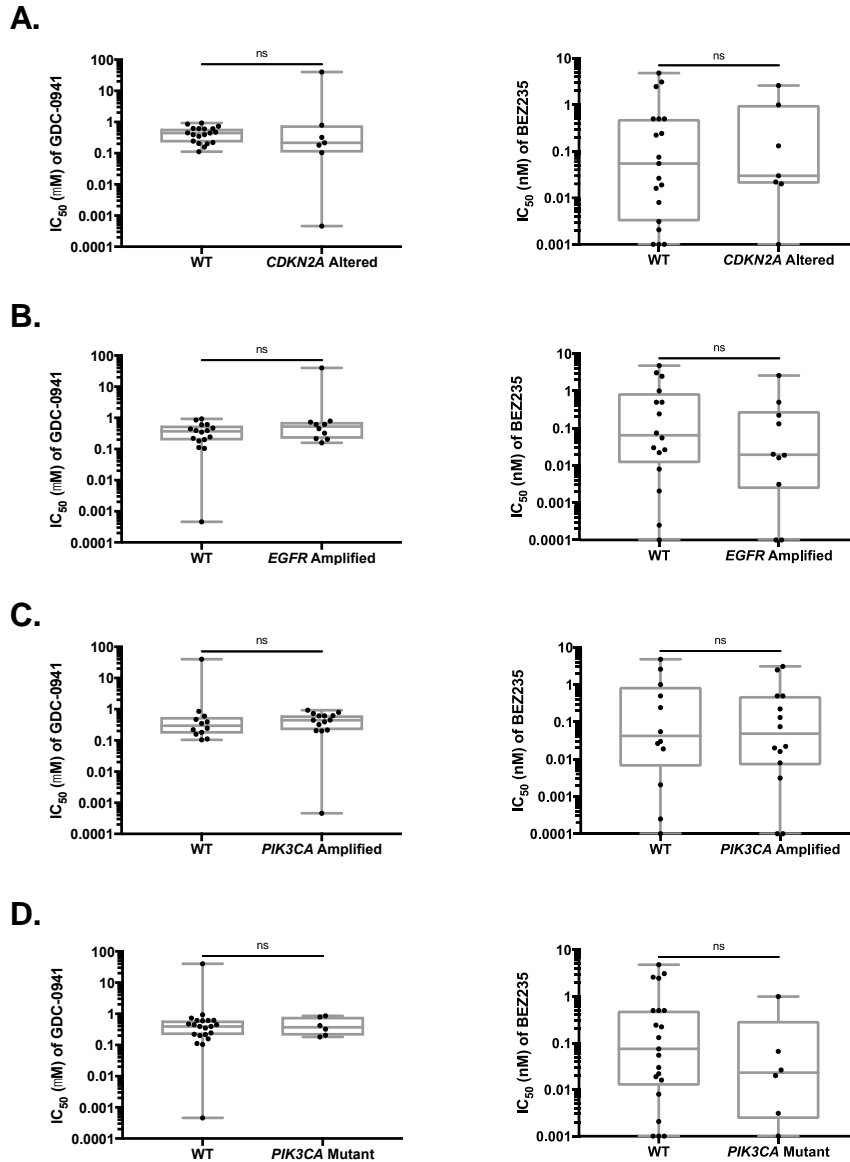 A.
IC50 (mM) of GDC-0941
100
10
1
0.1
0.01
0.001
0.0001
ns
WT
CDKN2A Altered
IC50 (nM) of BEZ235
10
1
0.1
0.01
0.001
ns
WT
CDKN2A Altered
B.
IC50 (mM) of GDC-0941
100
10
1
0.1
0.01
0.001
0.0001
ns
WT
EGFR Amplified
IC50 (nM) of BEZ235
10
1
0.1
0.01
0.001
0.0001
ns
WT
EGFR Amplified
C.
IC50 (mM) of GDC-0941
100
10
1
0.1
0.01
0.001
0.0001
ns
WT
PIK3CA Amplified
IC50 (nM) of BEZ235
10
1
0.1
0.01
0.001
0.0001
ns
WT
PIK3CA Amplified
D.
IC50 (mM) of GDC-0941
100
10
1
0.1
0.01
0.001
0.0001
ns
WT
PIK3CA Mutant
IC50 (nM) of BEZ235
10
1
0.1
0.01
0.001
ns
WT
PIK3CA Mutant